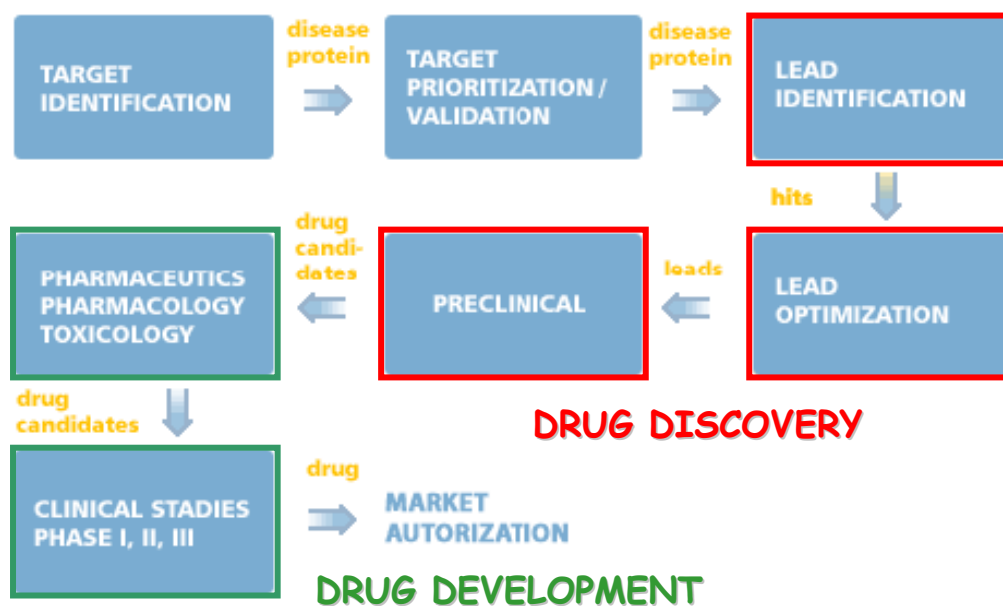 TARGET
IDENTIFICATION
disease
protein
TARGET
PRIORITIZATION /
VALIDATION
disease
protein
LEAD
IDENTIFICATION
hits
LEAD
OPTIMIZATION
leads
PRECLINICAL
drug
candi-
dates
PHARMACEUTICS
PHARMACOLOGY
TOXICOLOGY
DRUG DISCOVERY
drug
candidates
CLINICAL STADIES
PHASE I, II, III
drug
MARKET
AUTORIZATION
DRUG DEVELOPMENT